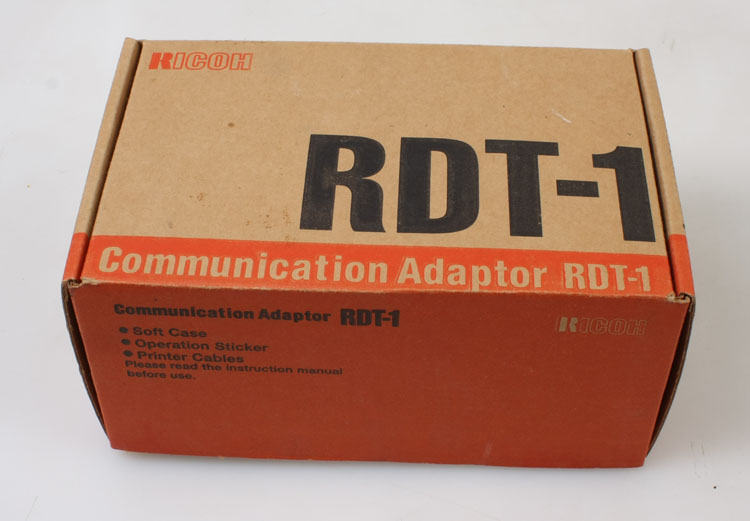 RICOH
RDT-1
Communication Adaptor RDT-1
Communication Adaptor RDT-1
RICOH
● Soft Case
● Operation Sticker
● Printer Cables
Please read the instruction manual
before use.